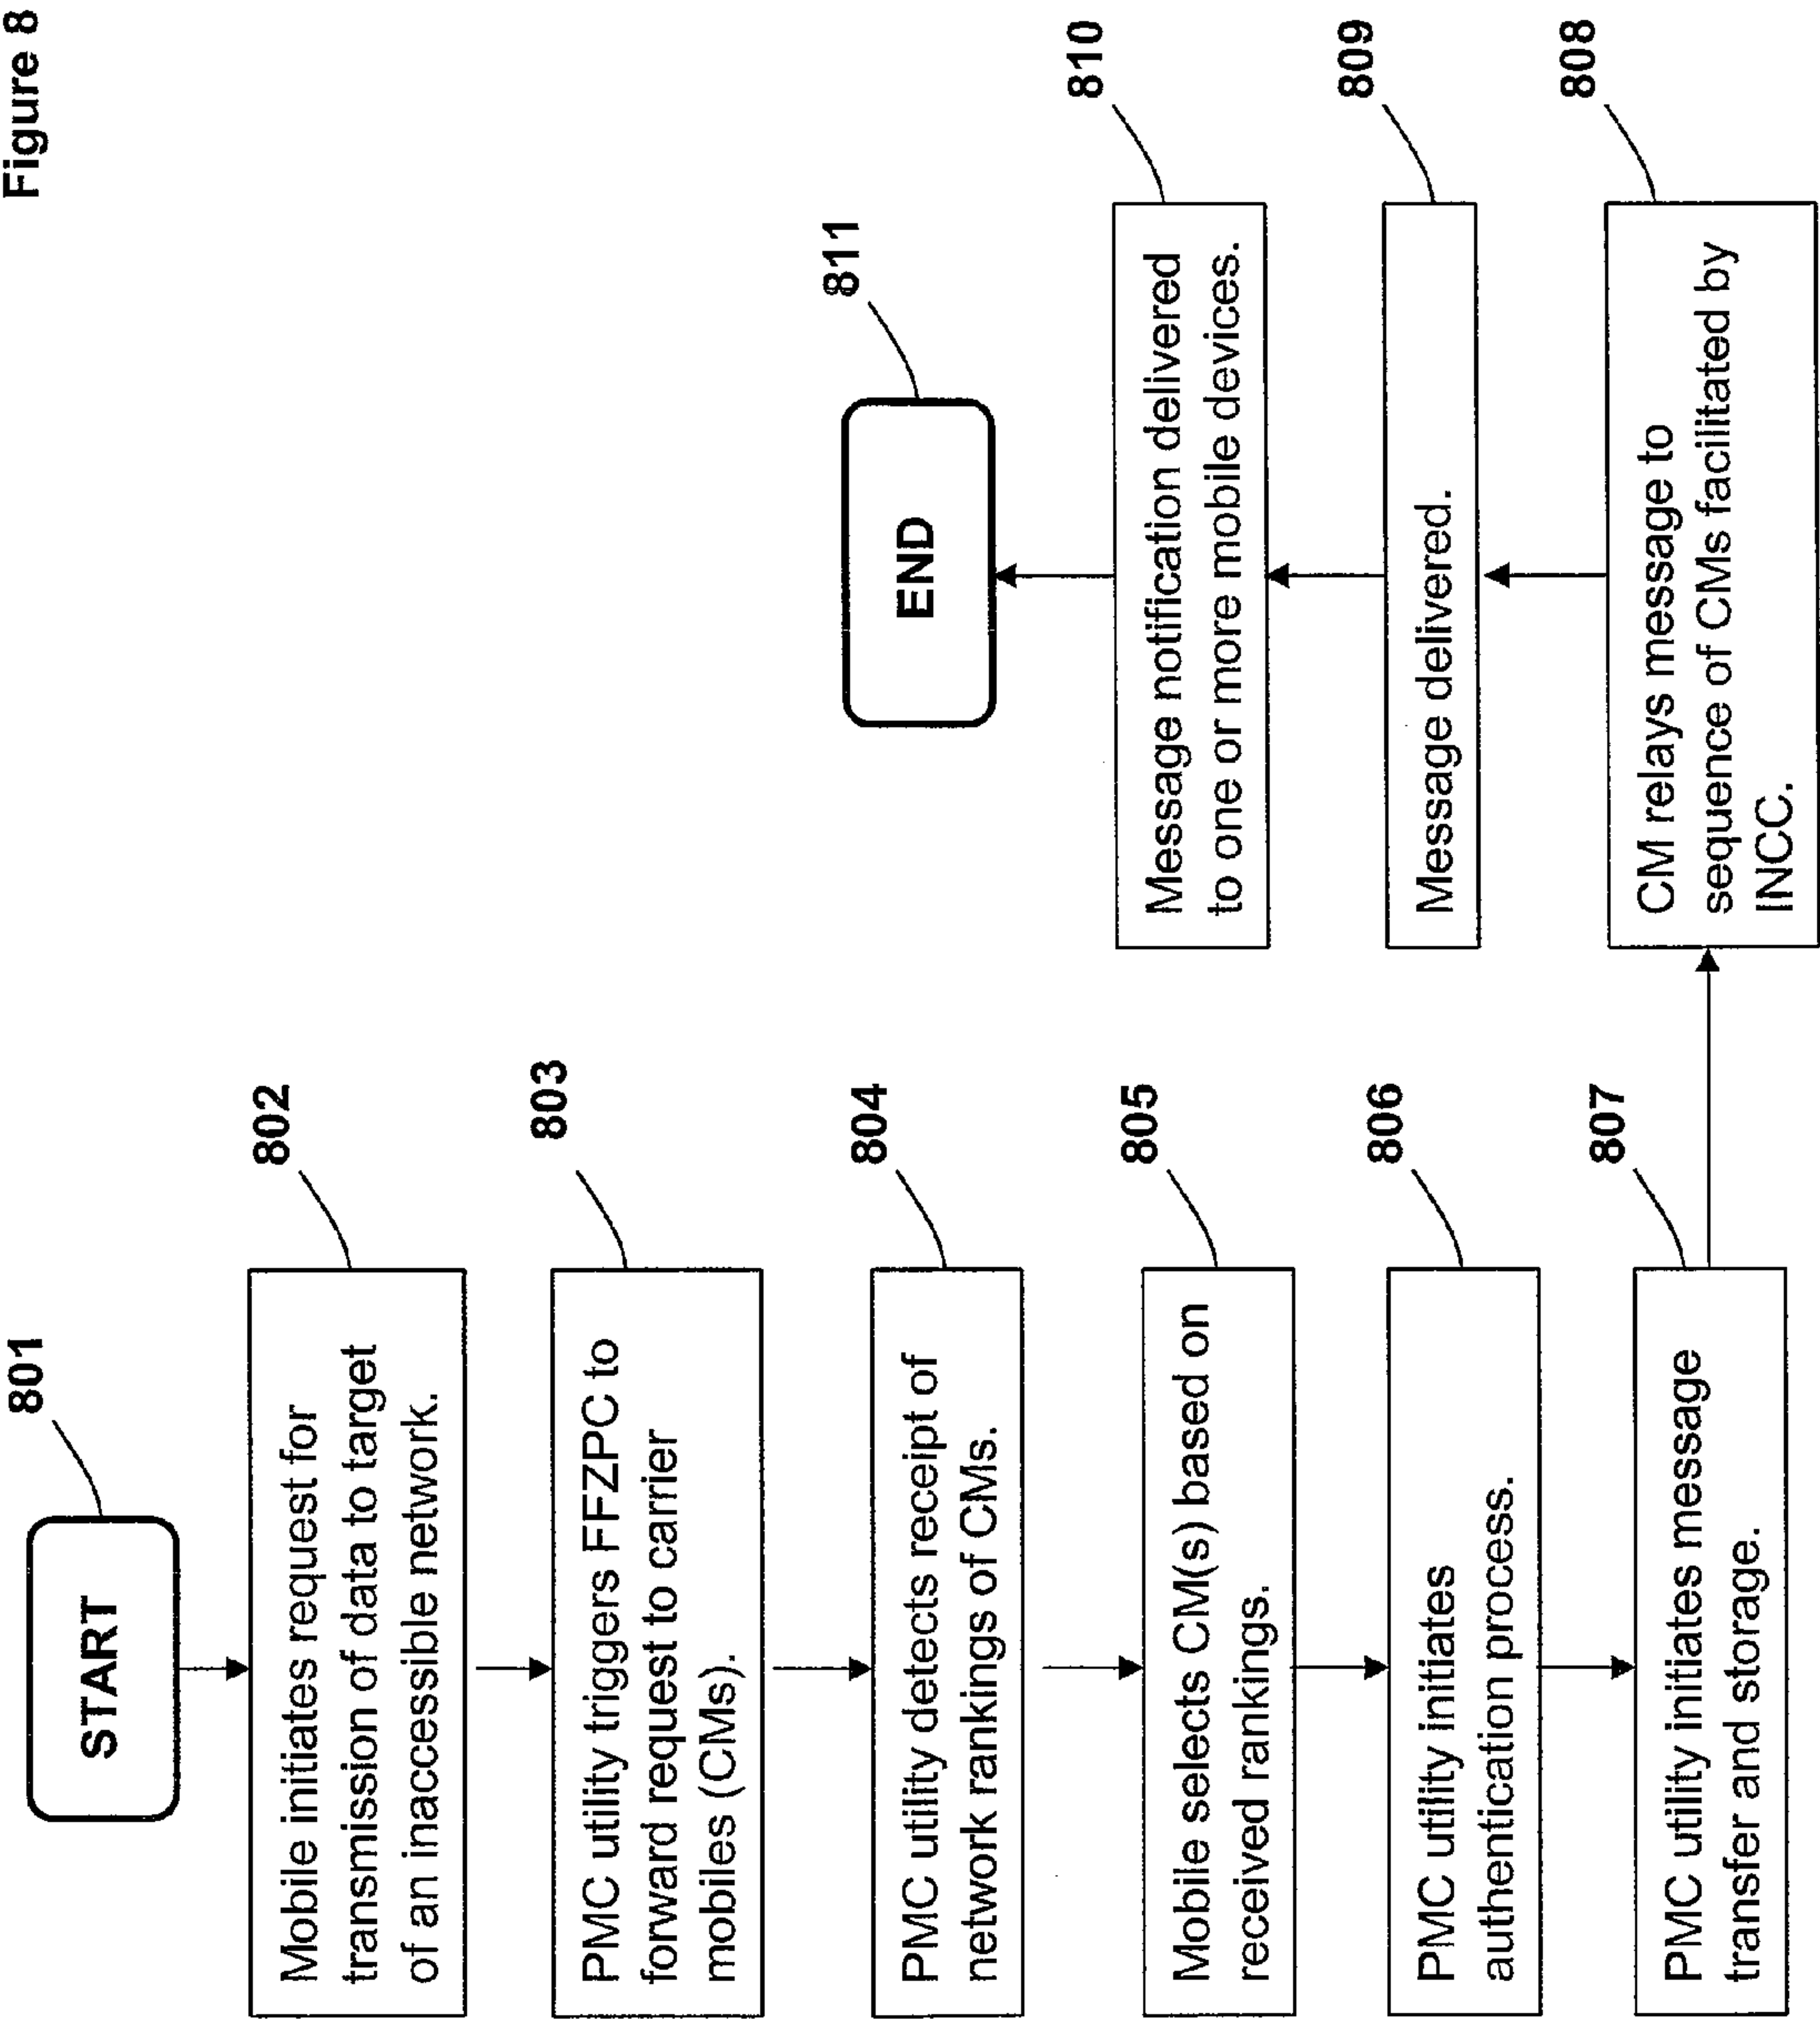 Figure 8
801
START
802
Mobile initiates request for
transmission of data to target
of an inaccessible network.
803
PMC utility triggers FFZPC to
forward request to carrier
mobiles (CMs).
804
PMC utility detects receipt of
network rankings of CMs.
805
Mobile selects CM(s) based on
received rankings.
806
PMC utility initiates
authentication process.
807
PMC utility initiates message
transfer and storage.
808
CM relays message to
sequence of CMs facilitated by
INCC.
809
Message delivered.
810
Message notification delivered
to one or more mobile devices.
811
END